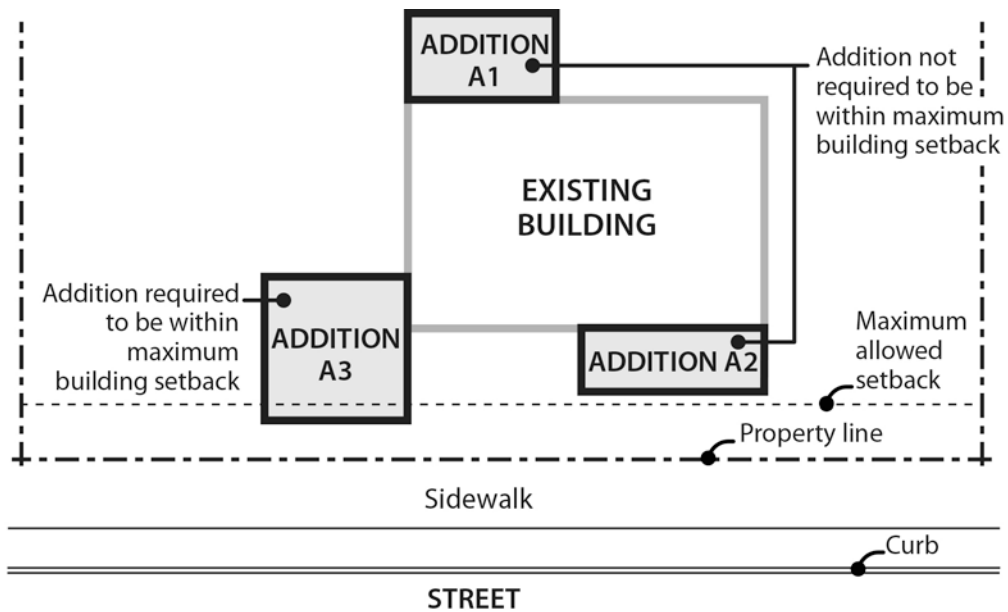 ADDITION
A1
Addition not
required to be
within maximum
building setback
EXISTING
BUILDING
Addition required
to be within
maximum
building setback
ADDITION
A3
ADDITION A2
Maximum
allowed
setback
Property line
Sidewalk
Curb
STREET